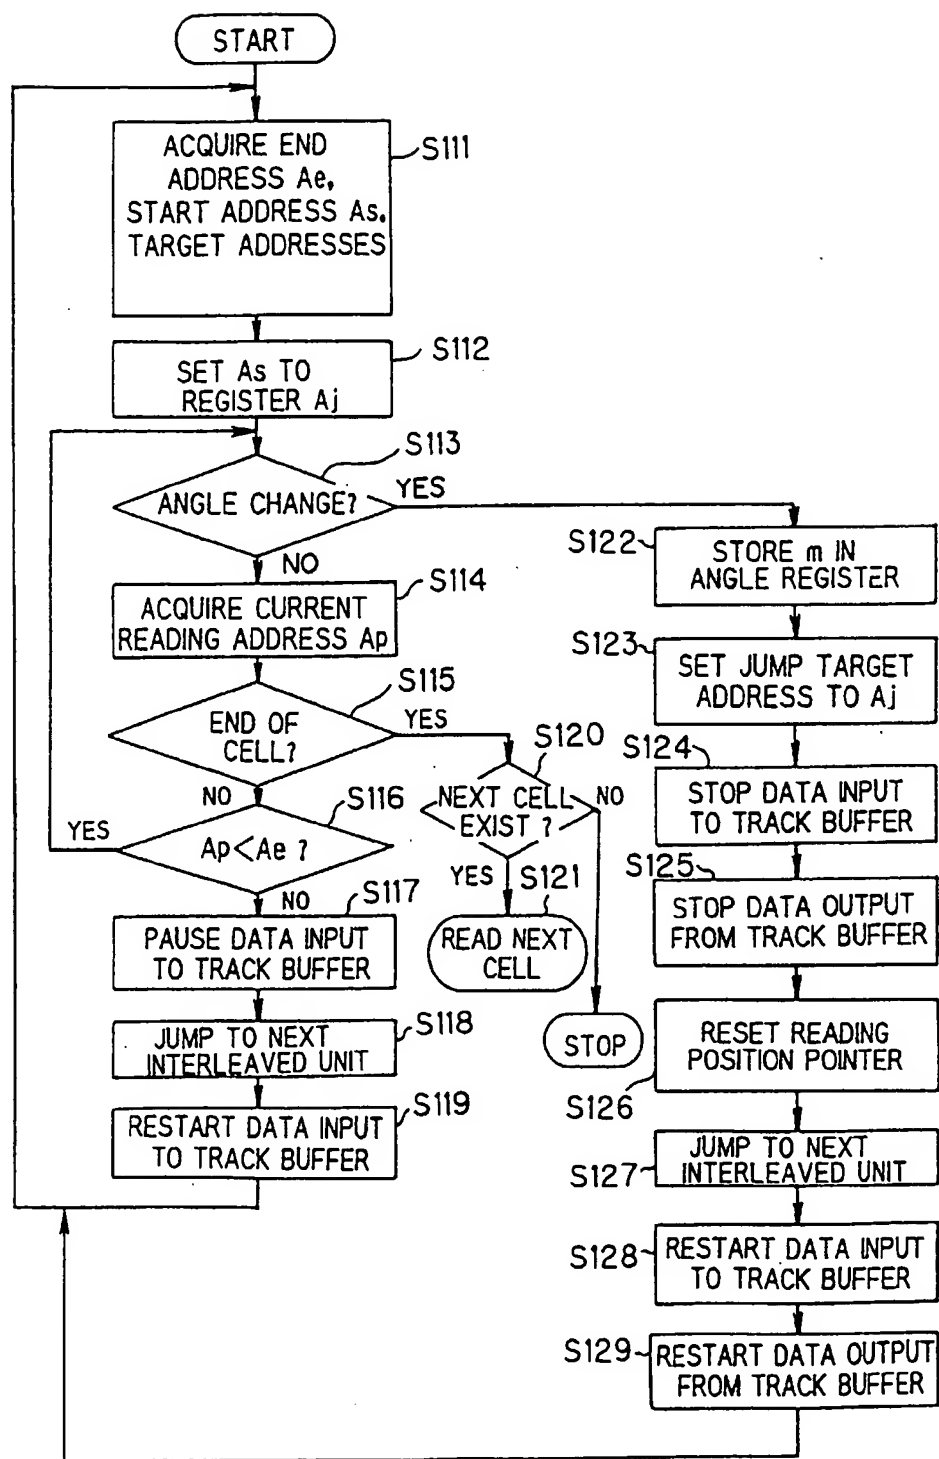 START
ACQUIRE END
ADDRESS Ae,
START ADDRESS As,
TARGET ADDRESSES
S111
SET As TO
REGISTER Aj
S112
ANGLE CHANGE?
S113
YES
NO
ACQUIRE CURRENT
READING ADDRESS Ap
S114
END OF
CELL?
S115
YES
NO
Ap<Ae ?
S116
YES
NO
PAUSE DATA INPUT
TO TRACK BUFFER
S117
JUMP TO NEXT
INTERLEAVED UNIT
S118
RESTART DATA INPUT
TO TRACK BUFFER
S119
NEXT CELL
EXIST ?
S120
NO
YES
S121
READ NEXT
CELL
STOP
S122
STORE m IN
ANGLE REGISTER
S123
SET JUMP TARGET
ADDRESS TO Aj
S124
STOP DATA INPUT
TO TRACK BUFFER
S125
STOP DATA OUTPUT
FROM TRACK BUFFER
RESET READING
POSITION POINTER
S126
JUMP TO NEXT
INTERLEAVED UNIT
S127
RESTART DATA INPUT
TO TRACK BUFFER
S128
RESTART DATA OUTPUT
FROM TRACK BUFFER
S129